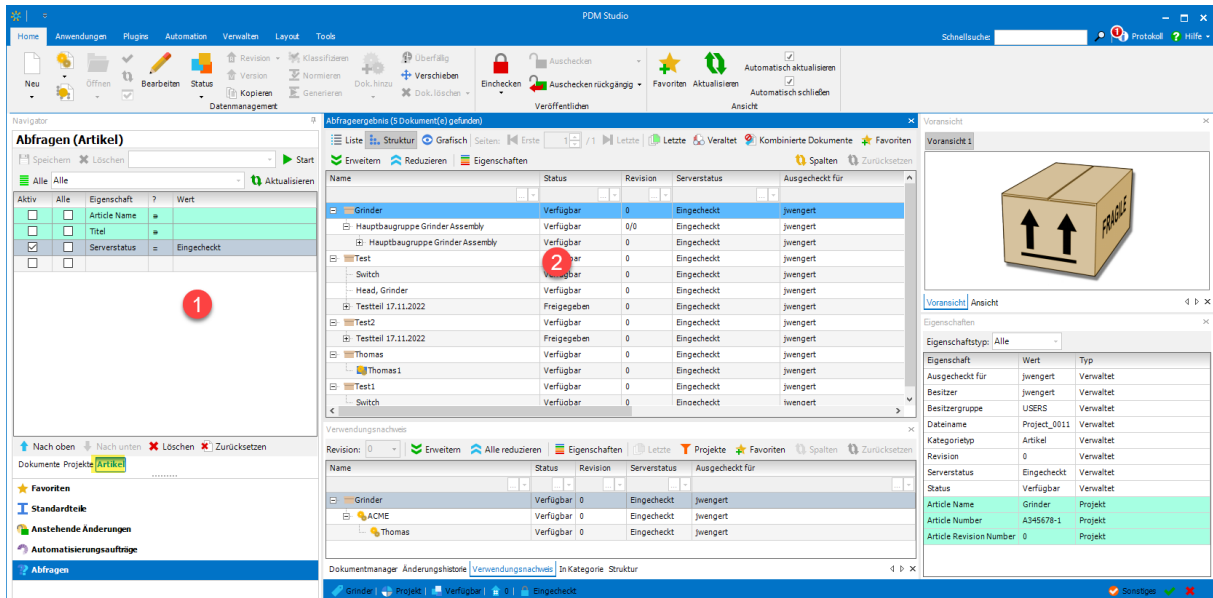 PDM Studio
Home Anwendungen Plugins Automation Verwalten Layout Tools Schnellsuche: 1 Protokoll ? Hilfe
Revision Klassifizieren Überfällig Auschecken Automatisch aktualisieren
Neu Öffnen Bearbeiten Status Version Normieren Dok.hinzu Verschieben Einchecken Auschecken rückgängig Favoriten Aktualisieren
Kopieren Generieren Dok.löschen Automatisch schließen
Datenmanagement Veröffentlichen Ansicht
Navigator
Abfragen (Artikel)
Speichern Löschen Start
Alle Alle Aktualisieren
Aktiv Alle Eigenschaft ? Wert
Article Name =
Titel =
Serverstatus = Eingecheckt
1
Nach oben Nach unten Löschen Zurücksetzen
Dokumente Projekte Artikel
Favoriten
Standardteile
Anstehende Änderungen
Automatisierungsaufträge
Abfragen
Abfrageergebnis (5 Dokument(e) gefunden)
Liste Struktur Grafisch Seiten: Erste 1 / 1 Letzte Letzte Veraltet Kombinierte Dokumente Favoriten
Erweitern Reduzieren Eigenschaften Spalten Zurücksetzen
Name Status Revision Serverstatus Ausgecheckt für
Grinder Verfügbar 0 Eingecheckt jwengert
Hauptbaugruppe Grinder Assembly Verfügbar 0/0 Eingecheckt jwengert
Hauptbaugruppe Grinder Assembly Verfügbar 0 Eingecheckt jwengert
Test Verfügbar 0 Eingecheckt jwengert
2
Switch Verfügbar 0 Eingecheckt jwengert
Head, Grinder Verfügbar 0 Eingecheckt jwengert
Testteil 17.11.2022 Freigegeben 0 Eingecheckt jwengert
Test2 Verfügbar 0 Eingecheckt jwengert
Testteil 17.11.2022 Freigegeben 0 Eingecheckt jwengert
Thomas Verfügbar 0 Eingecheckt jwengert
Thomas1 Verfügbar 0 Eingecheckt jwengert
Test1 Verfügbar 0 Eingecheckt jwengert
Switch Verfügbar 0 Eingecheckt jwengert
Verwendungsnachweis
Revision: 0 Erweitern Alle reduzieren Eigenschaften Letzte Projekte Favoriten Spalten Zurücksetzen
Name Status Revision Serverstatus Ausgecheckt für
Grinder Verfügbar 0 Eingecheckt jwengert
ACME Verfügbar 0 Eingecheckt jwengert
Thomas Verfügbar 0 Eingecheckt jwengert
Dokumentmanager Änderungshistorie Verwendungsnachweis In Kategorie Struktur
Grinder Projekt Verfügbar 0 Eingecheckt Sonstiges
Voransicht
Voransicht 1
FRAGILE
Voransicht Ansicht
Eigenschaften
Eigenschaftstyp: Alle
Eigenschaft Wert Typ
Ausgecheckt für jwengert Verwaltet
Besitzer jwengert Verwaltet
Besitzergruppe USERS Verwaltet
Dateiname Project_0011 Verwaltet
Kategorietyp Artikel Verwaltet
Revision 0 Verwaltet
Serverstatus Eingecheckt Verwaltet
Status Verfügbar Verwaltet
Article Name Grinder Projekt
Article Number A345678-1 Projekt
Article Revision Number 0 Projekt